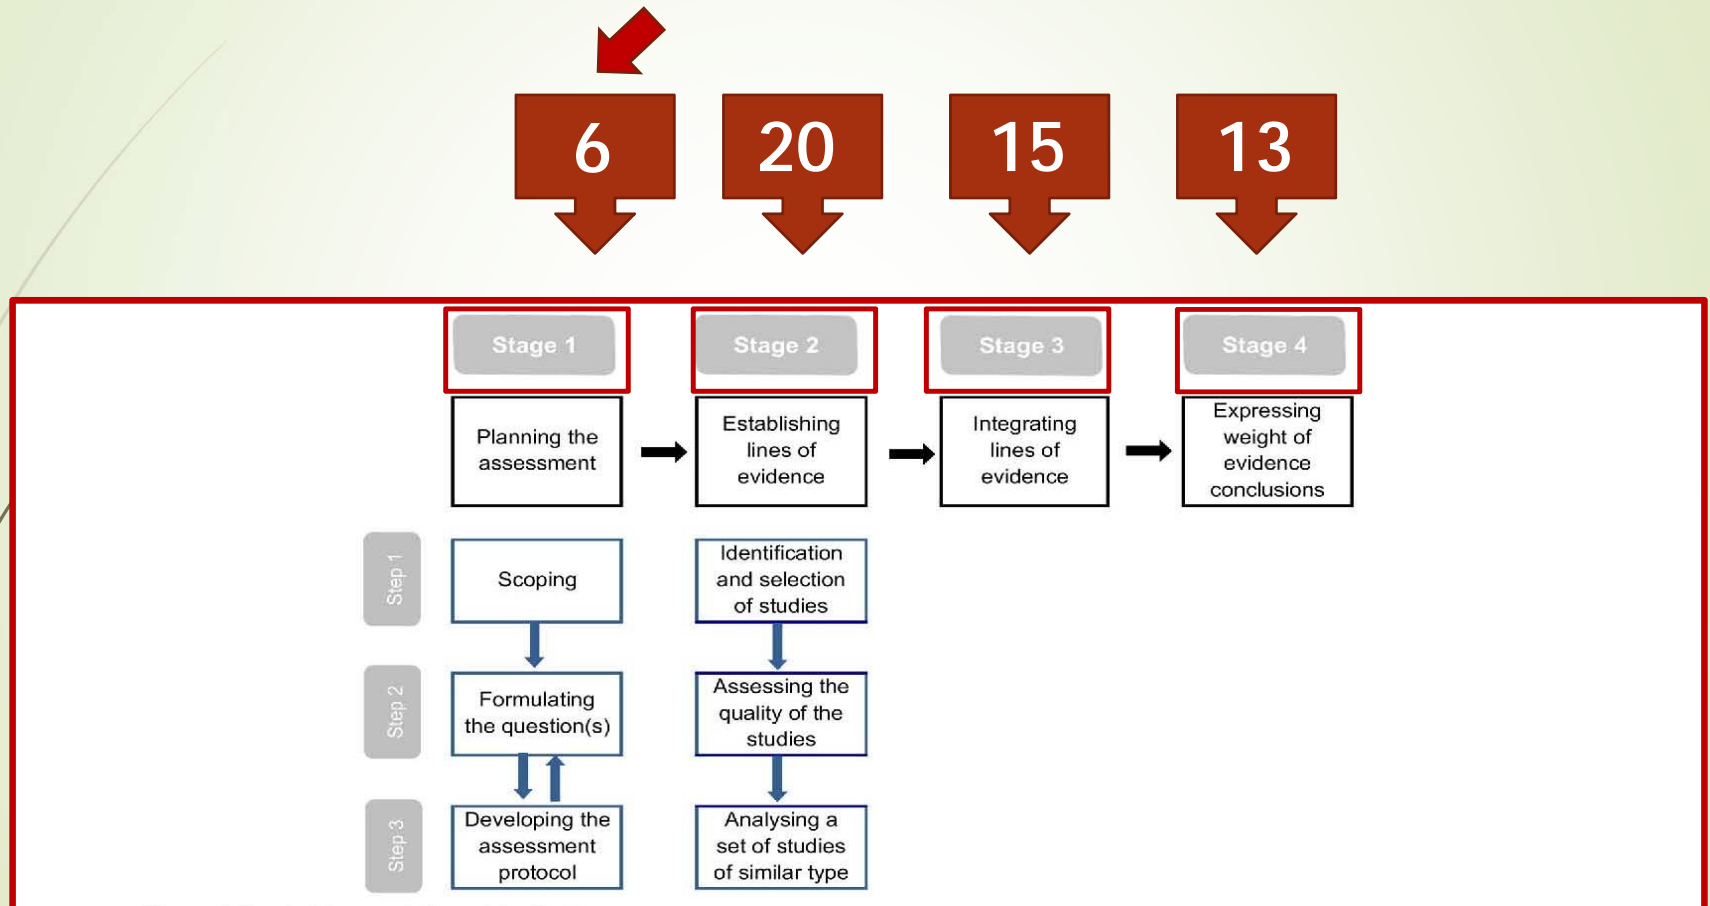 6
20
15
13
Stage 1
Stage 2
Stage 3
Stage 4
Planning the
assessment
Establishing
lines of
evidence
Integrating
lines of
evidence
Expressing
weight of
evidence
conclusions
Step 1
Scoping
Identification
and selection
of studies
Step 2
Formulating
the question(s)
Assessing the
quality of the
studies
Step 3
Developing the
assessment
protocol
Analysing a
set of studies
of similar type